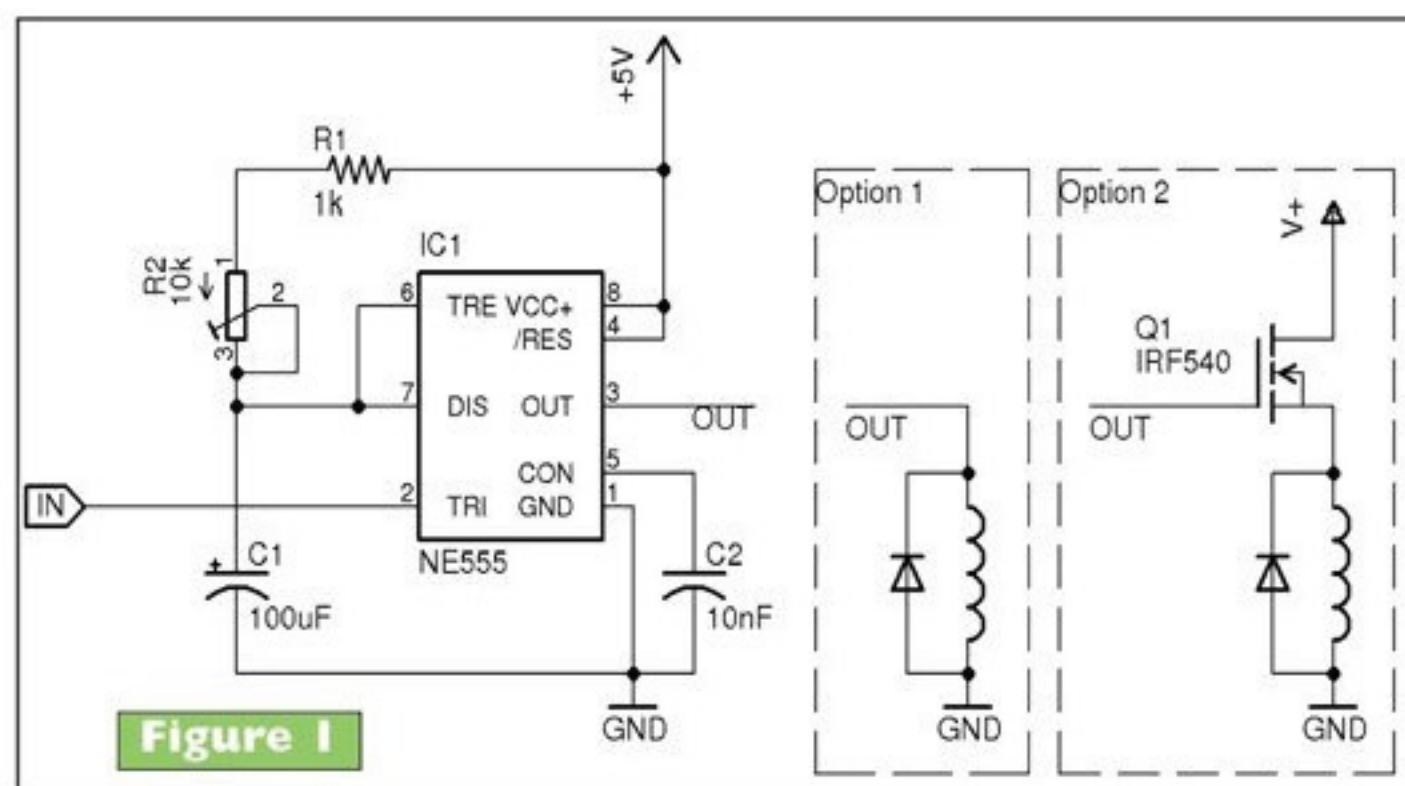 +5V
R1
1k
R2
10k
1
2
3
IC1
6
TRE
VCC+
8
/RES
4
7
DIS
OUT
3
OUT
CON
5
2
TRI
GND
1
NE555
IN
+
C1
100uF
C2
10nF
GND
Option 1
OUT
GND
Option 2
V+
Q1
IRF540
OUT
GND
Figure 1